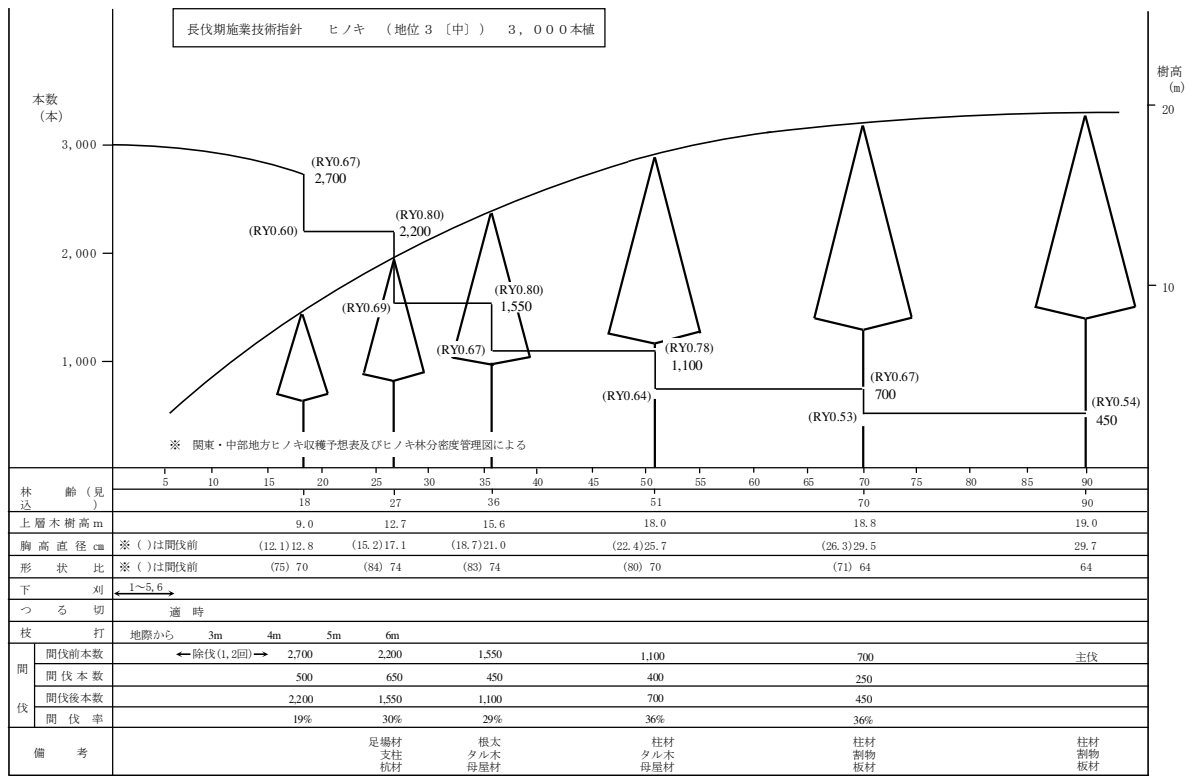 長伐期施業技術指針　ヒノキ　（地位３〔中〕）　３，０００本植
本数
（本）
樹高
(m)
20
10
3,000
2,000
1,000
(RY0.67)
2,700
(RY0.60)
(RY0.80)
2,200
(RY0.69)
(RY0.80)
1,550
(RY0.67)
(RY0.78)
1,100
(RY0.64)
(RY0.67)
700
(RY0.53)
(RY0.54)
450
※　関東・中部地方ヒノキ収穫予想表及びヒノキ林分密度管理図による
5 10 15 20 25 30 35 40 45 50 55 60 65 70 75 80 85 90
林　齢（見
込　　　）
18 27 36 51 70 90
上層木樹高ｍ 9.0 12.7 15.6 18.0 18.8 19.0
胸高直径㎝ ※（ )は間伐前 (12.1)12.8 (15.2)17.1 (18.7)21.0 (22.4)25.7 (26.3)29.5 29.7
形　状　比 ※（ )は間伐前 (75) 70 (84) 74 (83) 74 (80) 70 (71) 64 64
下　　刈 1～5,6
つ　る　切 適　時
枝　　打 地際から 3m 4m 5m 6m
間伐
間伐前本数 除伐(1,2回) 2,700 2,200 1,550 1,100 700 主伐
間伐本数 500 650 450 400 250
間伐後本数 2,200 1,550 1,100 700 450
間　伐　率 19% 30% 29% 36% 36%
備　　考
足場材 根太 柱材 柱材 柱材
支柱 タル木 タル木 割物 割物
杭材 母屋材 母屋材 板材 板材